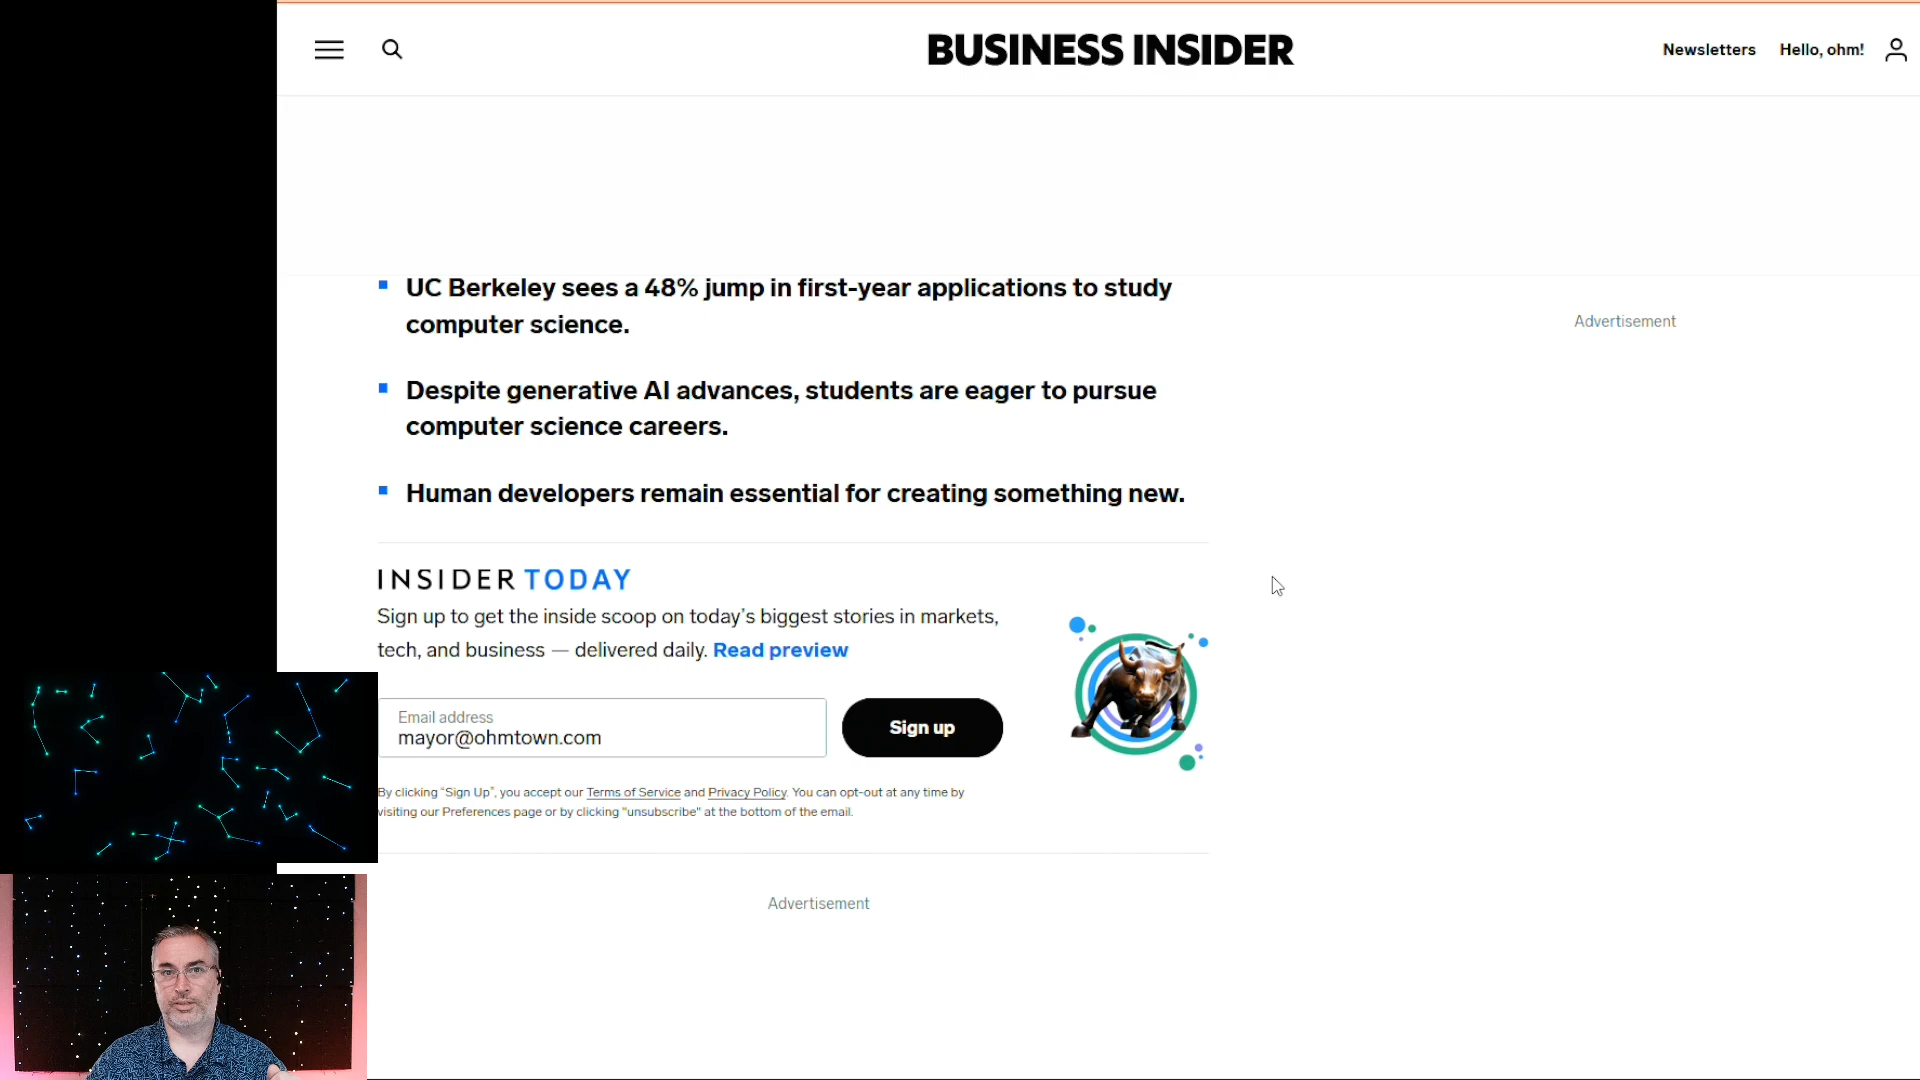 BUSINESS INSIDER
Newsletters
Hello, ohm!
UC Berkeley sees a 48% jump in first-year applications to study
computer science.
Advertisement
Despite generative AI advances, students are eager to pursue
computer science careers.
Human developers remain essential for creating something new.
INSIDER TODAY
Sign up to get the inside scoop on today’s biggest stories in markets,
tech, and business — delivered daily. Read preview
Email address
mayor@ohmtown.com
Sign up
By clicking “Sign Up”, you accept our Terms of Service and Privacy Policy. You can opt-out at any time by
visiting our Preferences page or by clicking "unsubscribe" at the bottom of the email.
Advertisement